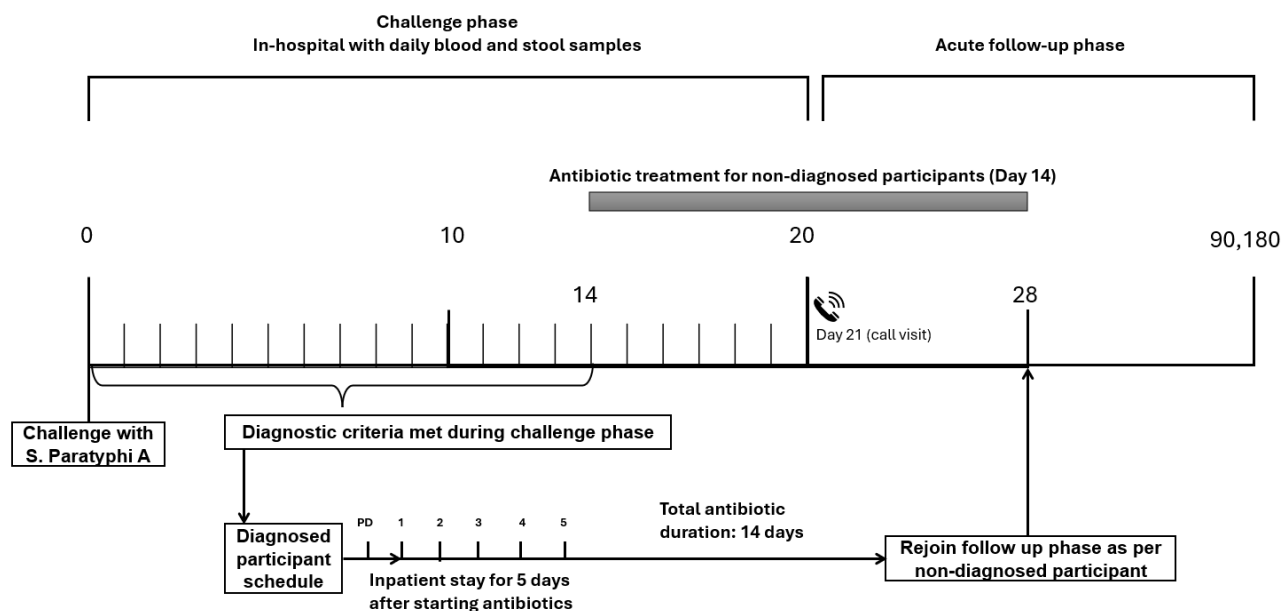 Challenge phase
In-hospital with daily blood and stool samples
Acute follow-up phase
Antibiotic treatment for non-diagnosed participants (Day 14)
0
10
20
90,180
14
28
Day 21 (call visit)
Challenge with
S. Paratyphi A
Diagnostic criteria met during challenge phase
Diagnosed
participant
schedule
PD 1 2 3 4 5
Inpatient stay for 5 days
after starting antibiotics
Total antibiotic
duration: 14 days
Rejoin follow up phase as per
non-diagnosed participant